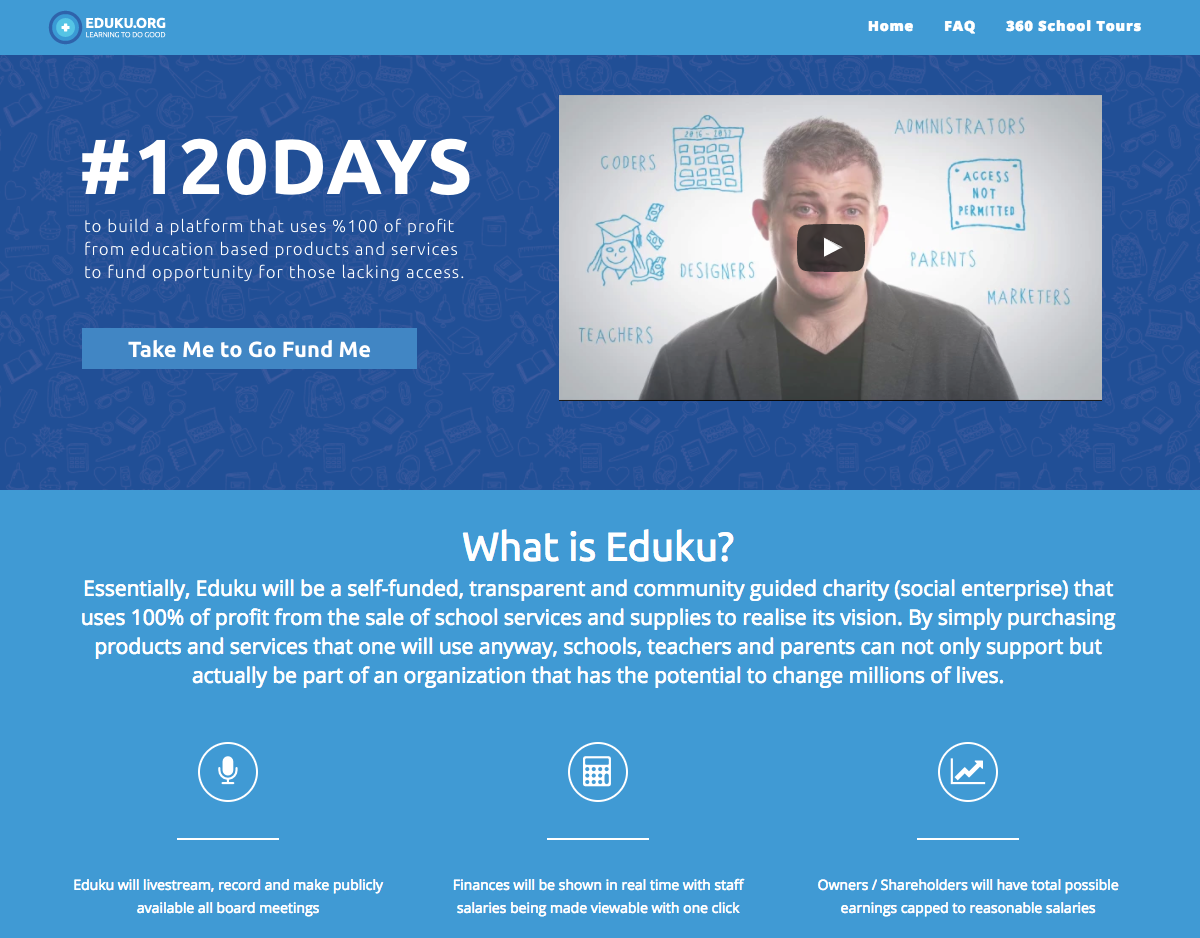 EDUKU.ORG
LEARNING TO DO GOOD
Home
FAQ
360 School Tours
#120DAYS
to build a platform that uses %100 of profit
from education based products and services
to fund opportunity for those lacking access.
Take Me to Go Fund Me
CODERS
2016 - 2017
ADMINISTRATORS
ACCESS
NOT
PERMITTED
DESIGNERS
PARENTS
MARKETERS
TEACHERS
What is Eduku?
Essentially, Eduku will be a self-funded, transparent and community guided charity (social enterprise) that
uses 100% of profit from the sale of school services and supplies to realise its vision. By simply purchasing
products and services that one will use anyway, schools, teachers and parents can not only support but
actually be part of an organization that has the potential to change millions of lives.
Eduku will livestream, record and make publicly
available all board meetings
Finances will be shown in real time with staff
salaries being made viewable with one click
Owners / Shareholders will have total possible
earnings capped to reasonable salaries